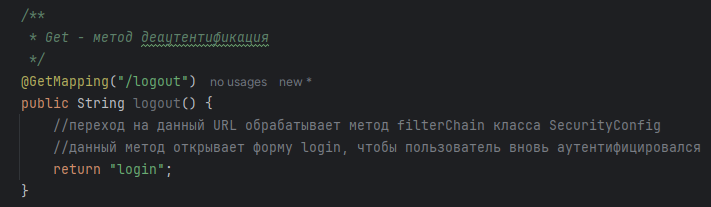 /**
 * Get - метод деаутентификация
 */
@GetMapping("/logout") no usages new *
public String logout() {
    //переход на данный URL обрабатывает метод filterChain класса SecurityConfig
    //данный метод открывает форму login, чтобы пользователь вновь аутентифицировался
    return "login";
}